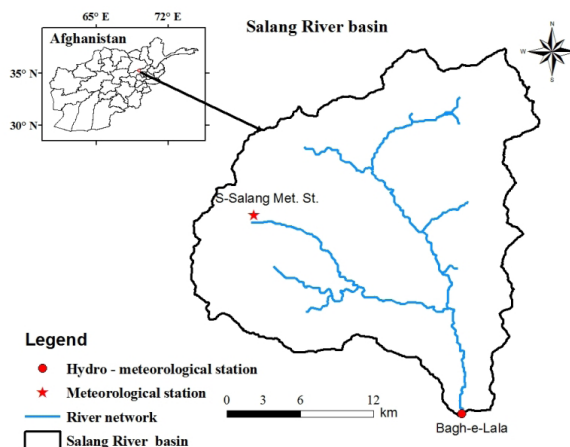 Salang River basin
65° E 72° E
Afghanistan
35° N
30° N
N
W E
S
S-Salang Met. St.
Legend
Hydro - meteorological station
Meteorological station
River network
Salang River basin
0 3 6 12
km
Bagh-e-Lala